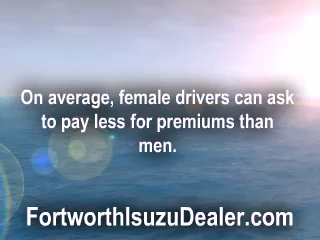 On average, female drivers can ask
to pay less for premiums than
men.
FortworthIsuzuDealer.com